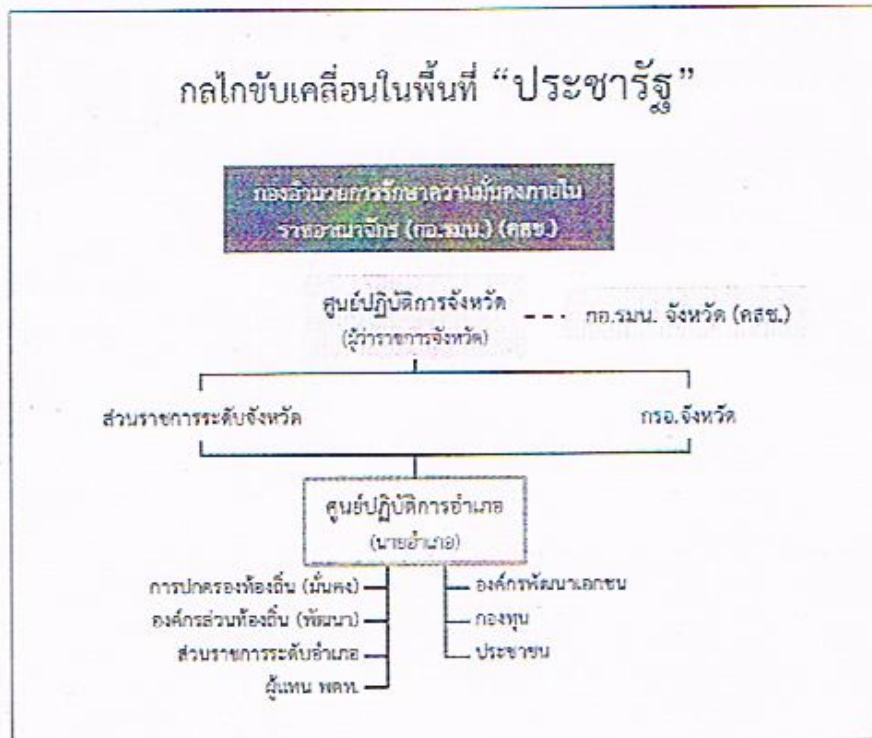 กลไกขับเคลื่อนในพื้นที่ “ประชารัฐ”
กองอำนวยการรักษาความมั่นคงภายใน
ราชอาณาจักร (กอ.รมน.) (คสช.)
ศูนย์ปฏิบัติการจังหวัด
(ผู้ว่าราชการจังหวัด)
กอ.รมน. จังหวัด (คสช.)
ส่วนราชการระดับจังหวัด
กรอ.จังหวัด
ศูนย์ปฏิบัติการอำเภอ
(นายอำเภอ)
การปกครองท้องถิ่น (มั่นคง)
องค์กรพัฒนาเอกชน
องค์กรส่วนท้องถิ่น (พัฒนา)
กองทุน
ส่วนราชการระดับอำเภอ
ประชาชน
ผู้แทน พตท.